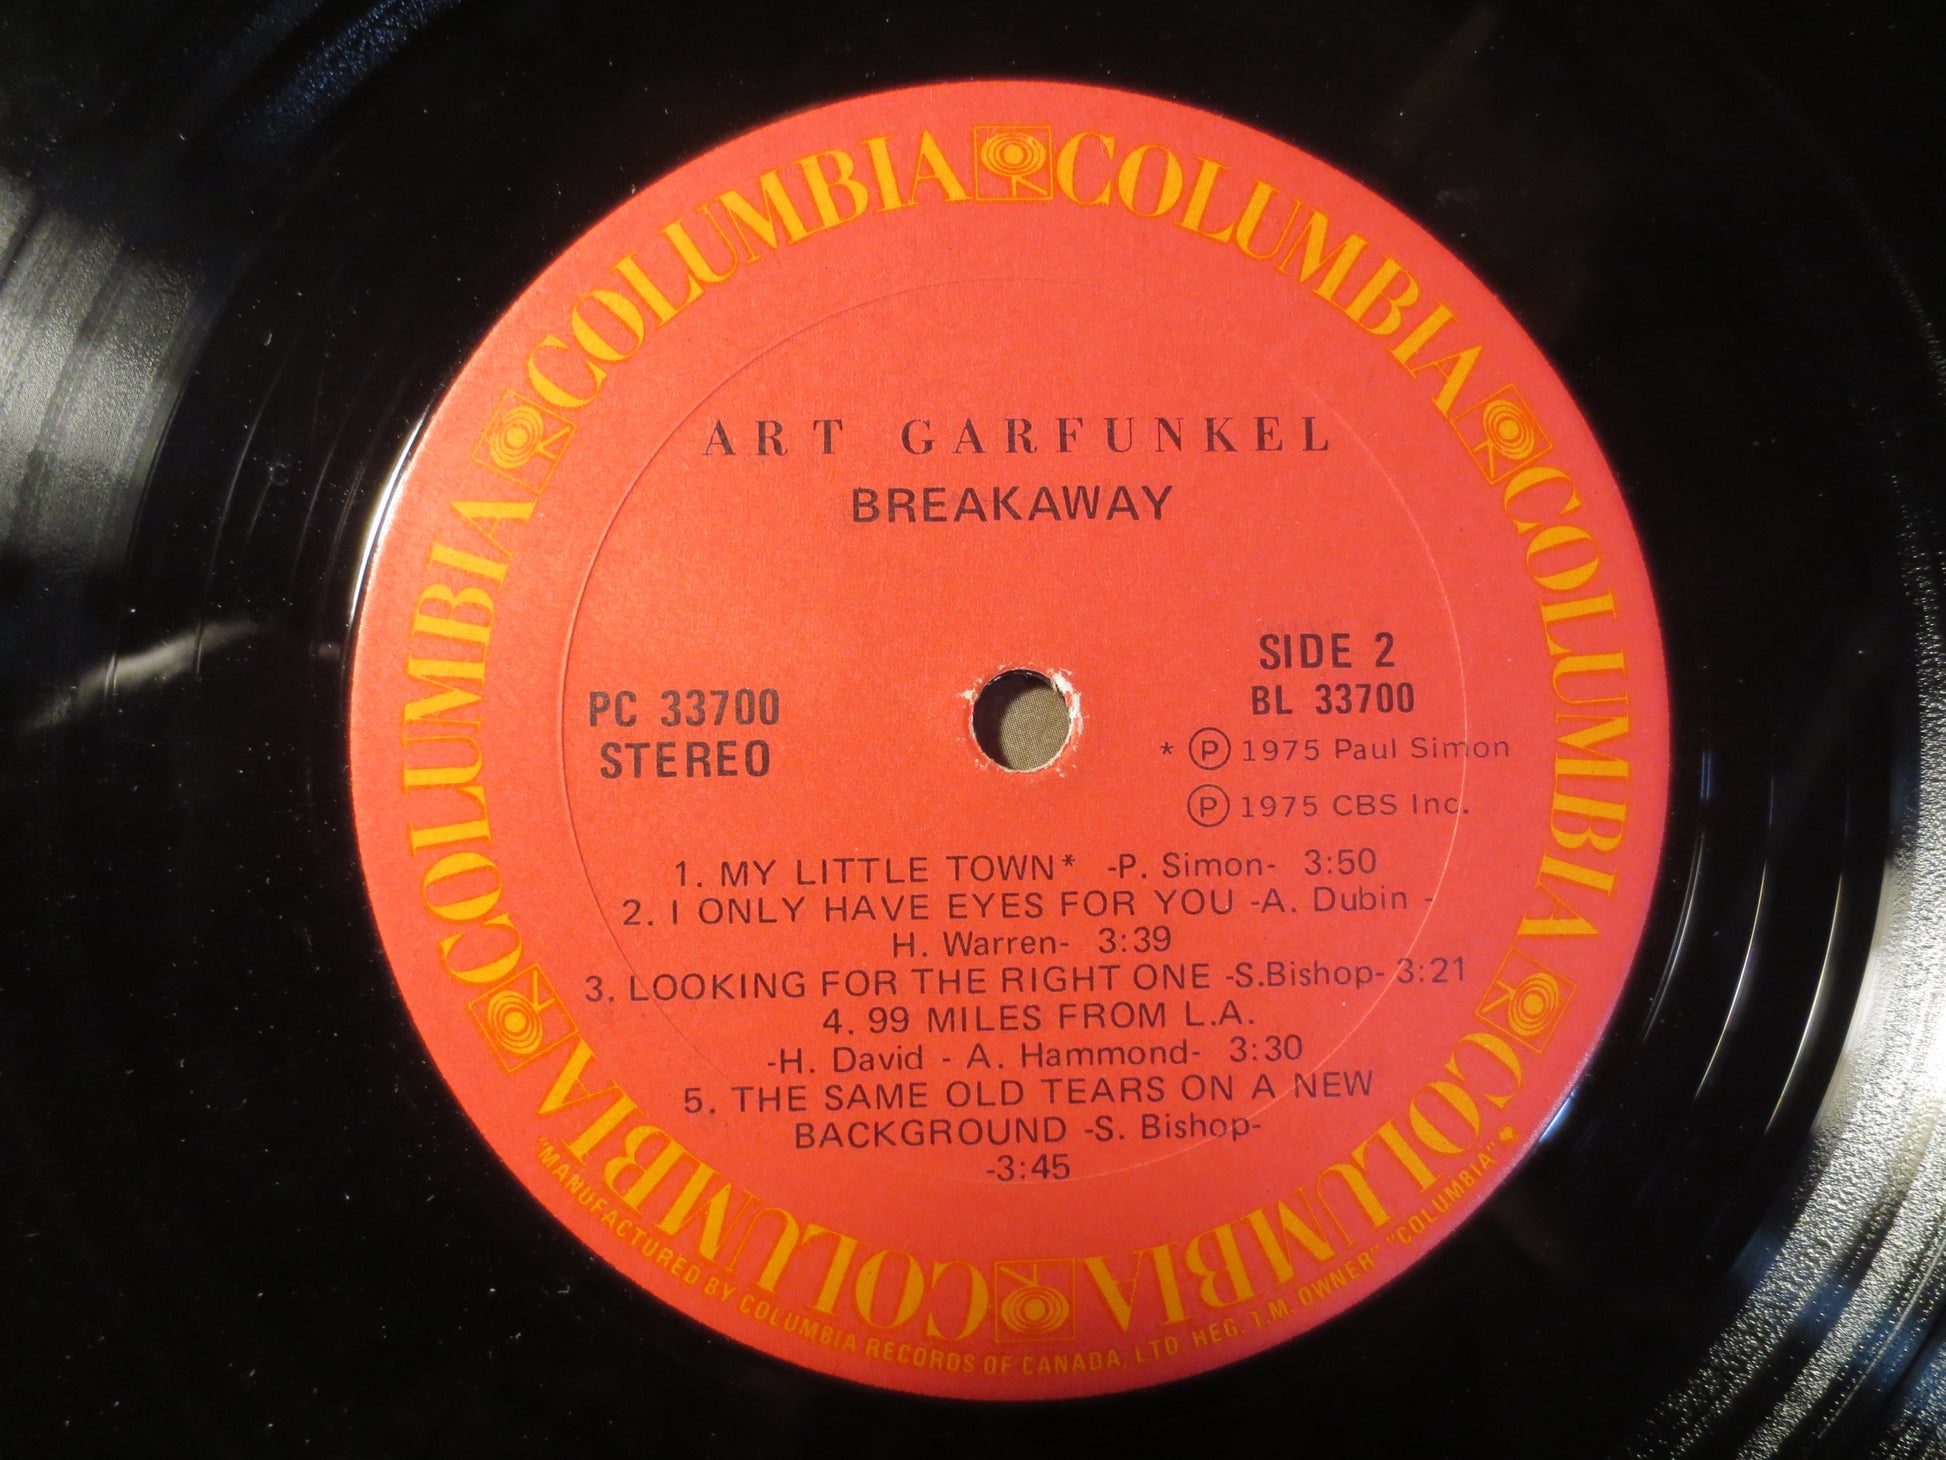 COLUMBIA COLUMBIA COLUMBIA COLUMBIA COLUMBIA COLUMBIA
ART GARFUNKEL
BREAKAWAY
SIDE 2
BL 33700
PC 33700
STEREO
* Ⓟ 1975 Paul Simon
Ⓟ 1975 CBS Inc.
1. MY LITTLE TOWN* -P. Simon- 3:50
2. I ONLY HAVE EYES FOR YOU -A. Dubin -
H. Warren- 3:39
3. LOOKING FOR THE RIGHT ONE -S.Bishop- 3:21
4. 99 MILES FROM L.A.
-H. David - A. Hammond- 3:30
5. THE SAME OLD TEARS ON A NEW
BACKGROUND -S. Bishop-
-3:45
"MANUFACTURED BY COLUMBIA RECORDS OF CANADA, LTD. REG. T.M. OWNER" "COLUMBIA"